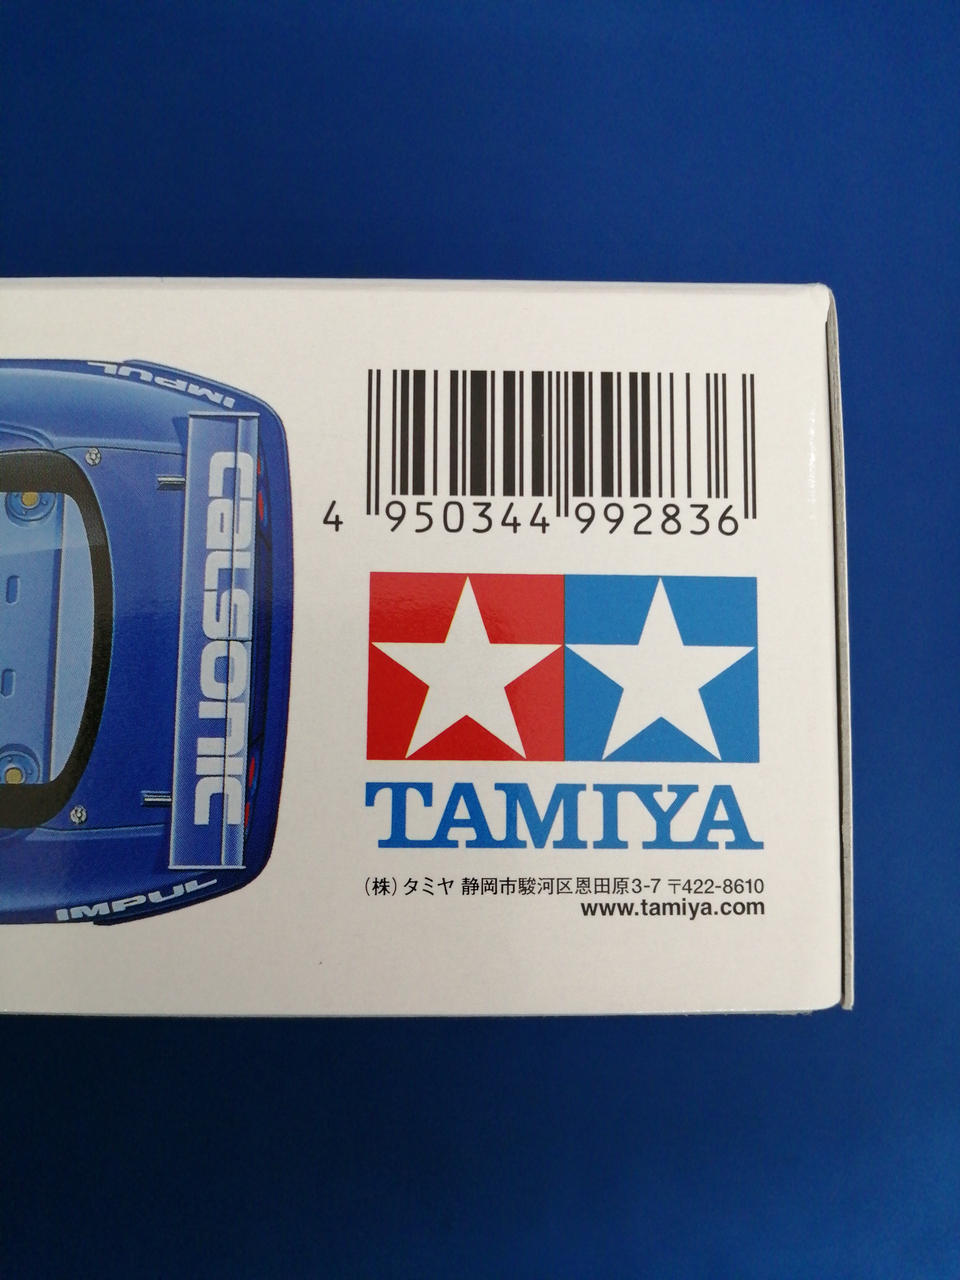 IMPUL
calsonic
IMPUL
4 950344 992836
TAMIYA
(株)タミヤ 静岡市駿河区恩田原3-7 〒422-8610
www.tamiya.com